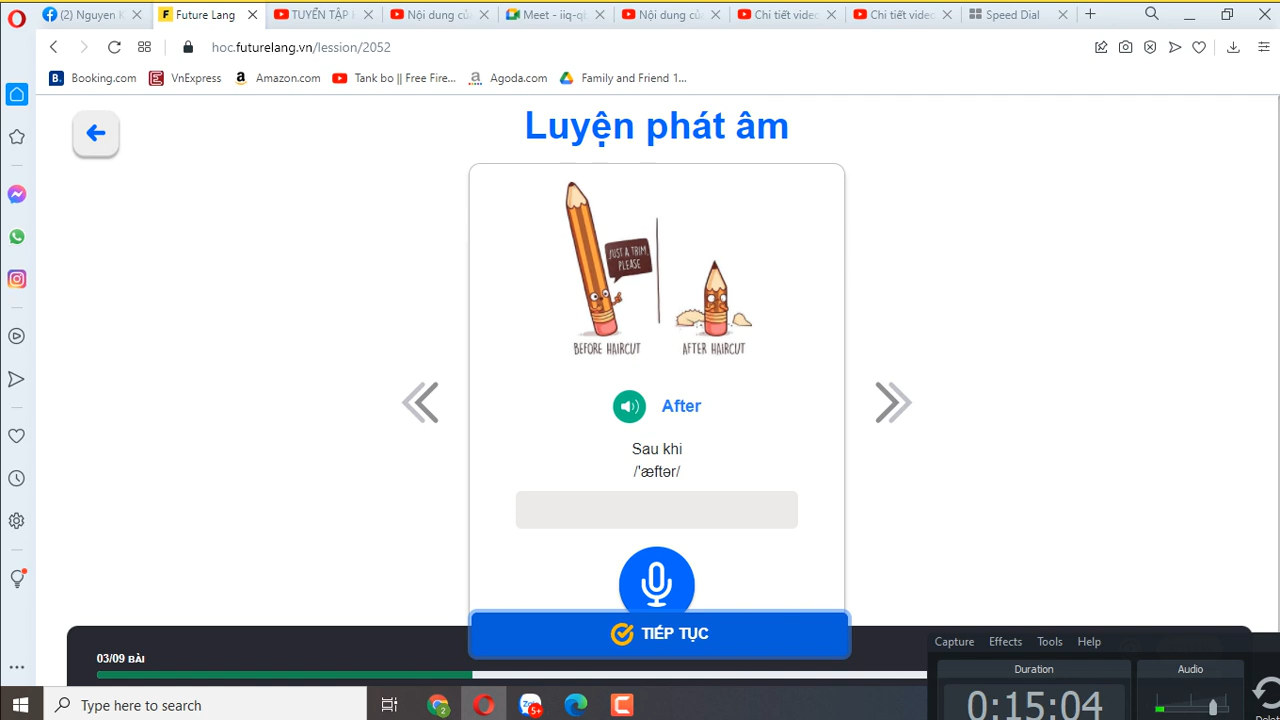 (2) Nguyen K
Future Lang
TUYỂN TẬP
Nội dung củ
Meet - iiq-q
Nội dung củ
Chi tiết video
Chi tiết video
Speed Dial
hoc.futurelang.vn/lession/2052
B. Booking.com
VnExpress
a Amazon.com
Tank bo || Free Fire...
a Agoda.com
Family and Friend 1...
Luyện phát âm
JUST A TRIM,
PLEASE
BEFORE HAIRCUT
AFTER HAIRCUT
After
Sau khi
/'æftər/
TIẾP TỤC
03/09 BÀI
Capture Effects Tools Help
Duration
Audio
0:15:04
Type here to search
2
5+